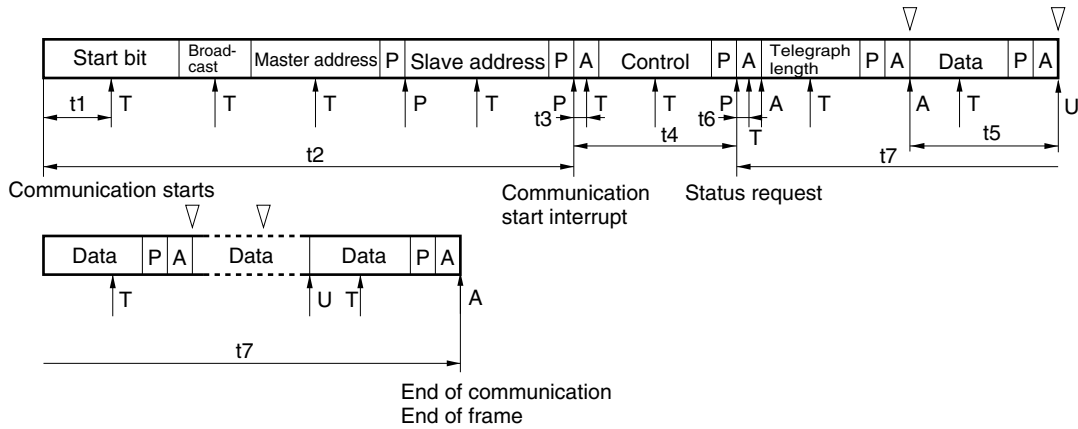 Start bit Broad-cast Master address P Slave address P A Control P A Telegraph length P A Data P A
t1 T T T P T P t3 T T P t6 T A T A T U
t4 t5
t2 t7
Communication starts Communication start interrupt Status request
Data P A Data Data P A
T U T A
t7
End of communication
End of frame